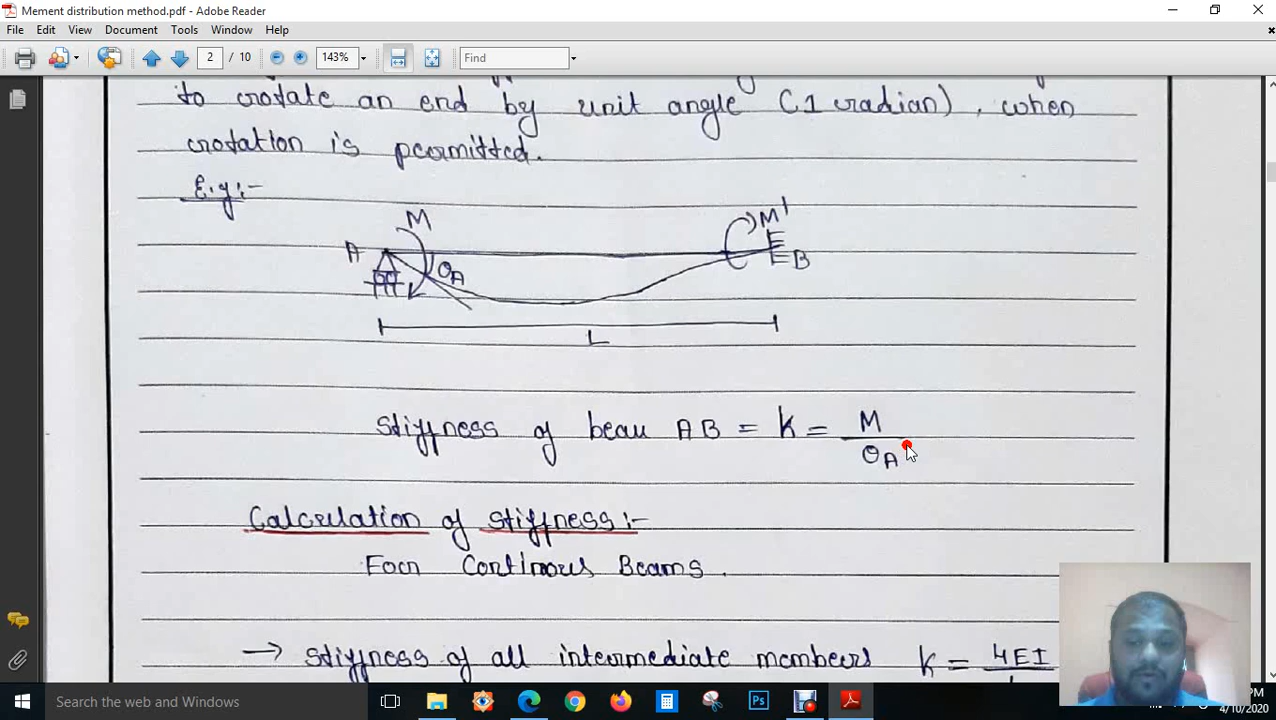 Mement distribution method.pdf - Adobe Reader
File Edit View Document Tools Window Help
2 / 10 143% Find
to rotate an end by unit angle (1 radian), when
rotation is permitted.
E.g:-
M M'
A θA B
L
Stiffness of beam AB = K = M
θA
Calculation of stiffness :-
For Continous Beams.
→ Stiffness of all intermediate members K = 4EI
Search the Web and Windows
PM
4/10/2020